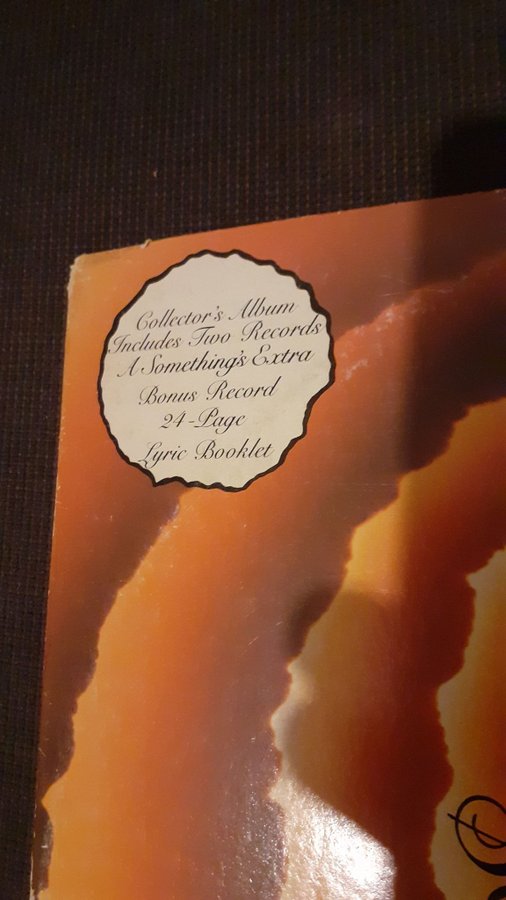 Collector's Album
Includes Two Records
A Something's Extra
Bonus Record
24-Page
Lyric Booklet